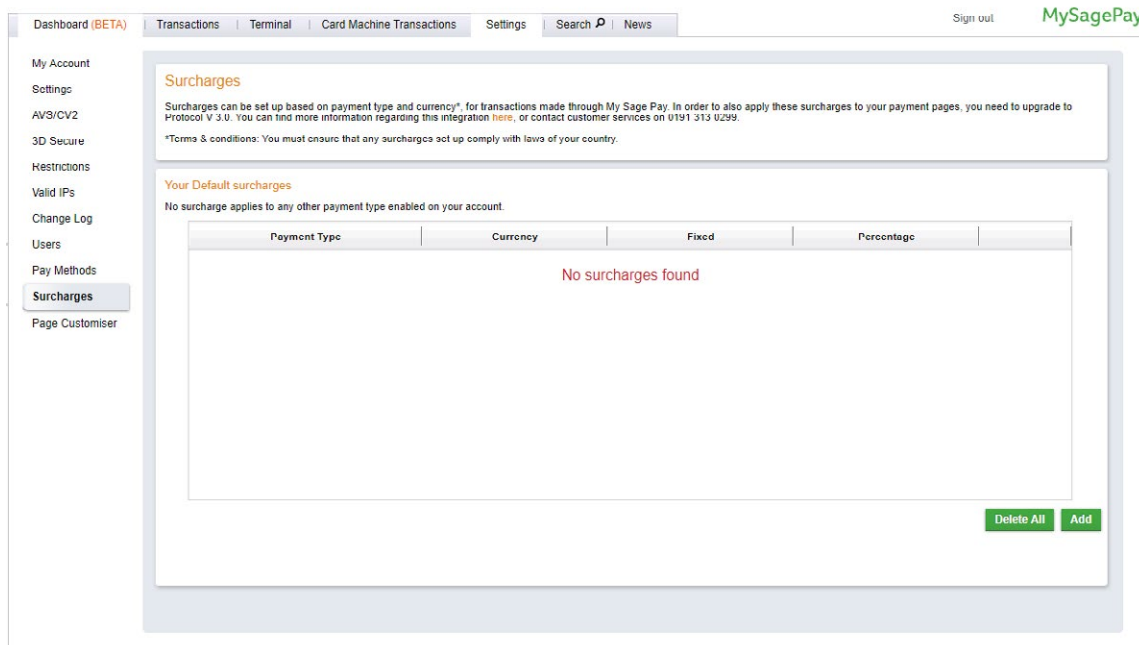 Dashboard (BETA) | Transactions | Terminal | Card Machine Transactions Settings | Search | News Sign out MySagePay
My Account
Settings
AVS/CV2
3D Secure
Restrictions
Valid IPs
Change Log
Users
Pay Methods
Surcharges
Page Customiser
Surcharges
Surcharges can be set up based on payment type and currency*, for transactions made through My Sage Pay. In order to also apply these surcharges to your payment pages, you need to upgrade to
Protocol V 3.0. You can find more information regarding this integration here, or contact customer services on 0191 313 0299.
*Terms & conditions: You must ensure that any surcharges set up comply with laws of your country.
Your Default surcharges
No surcharge applies to any other payment type enabled on your account.
Payment Type Currency Fixed Percentage
No surcharges found
Delete All Add